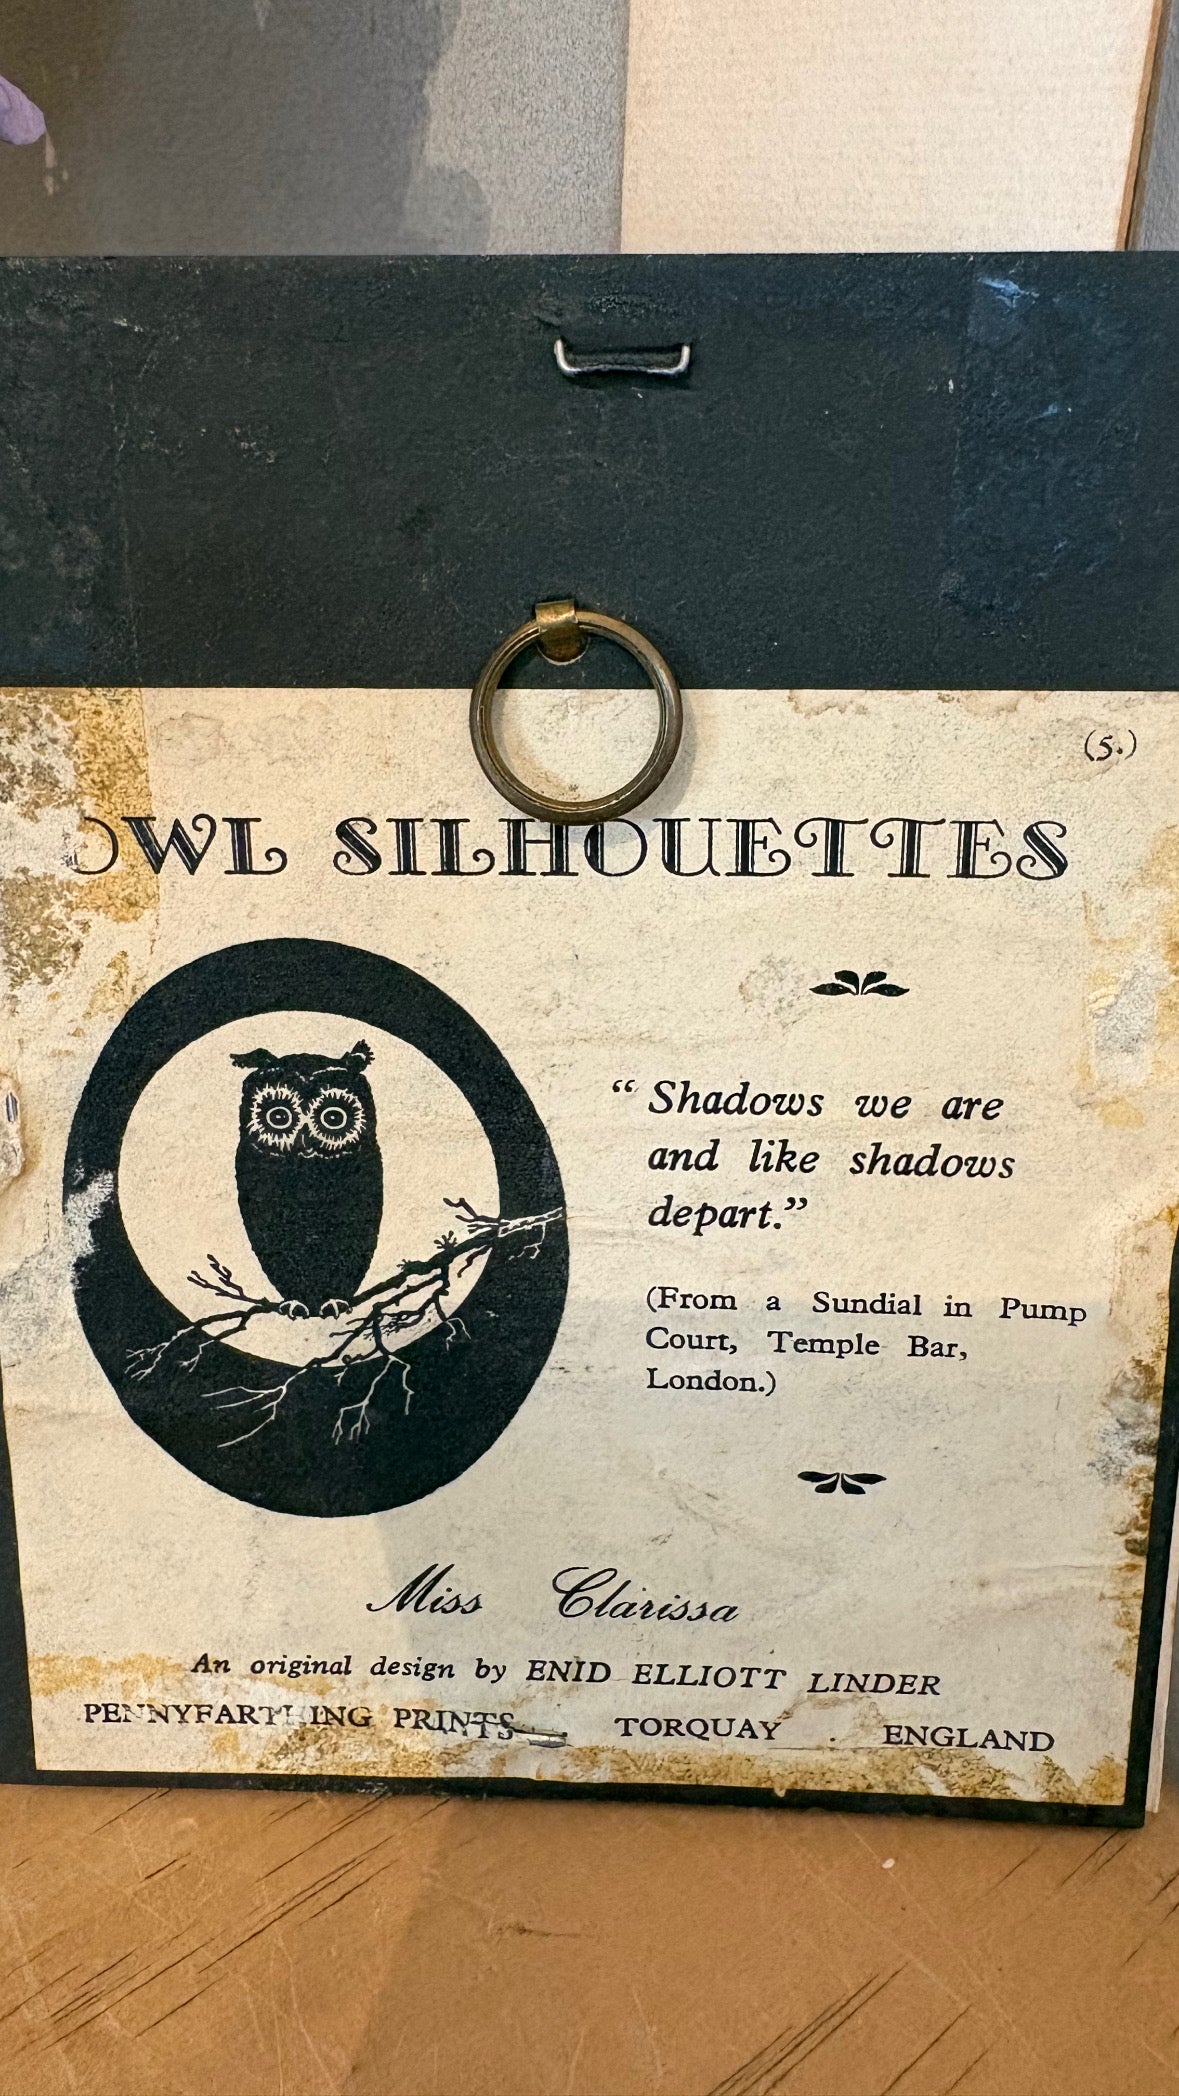 (5.)
OWL SILHOUETTES
“ Shadows we are
and like shadows
depart.”
(From a Sundial in Pump
Court, Temple Bar,
London.)
Miss Clarissa
An original design by ENID ELLIOTT LINDER
PENNYFARTHING PRINTS . TORQUAY . ENGLAND